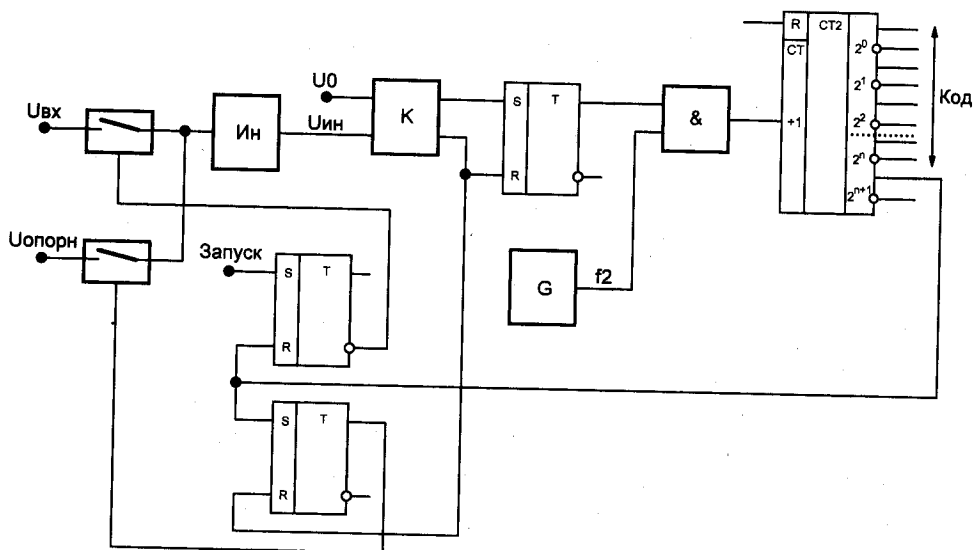 R CT2
CT
2⁰
2¹
2²
2ⁿ
2ⁿ⁺¹
+1
Код
U0
Uвх
Ин
Uин
K
S T
R
&
Uопорн
Запуск
S T
R
G
f2
S T
R